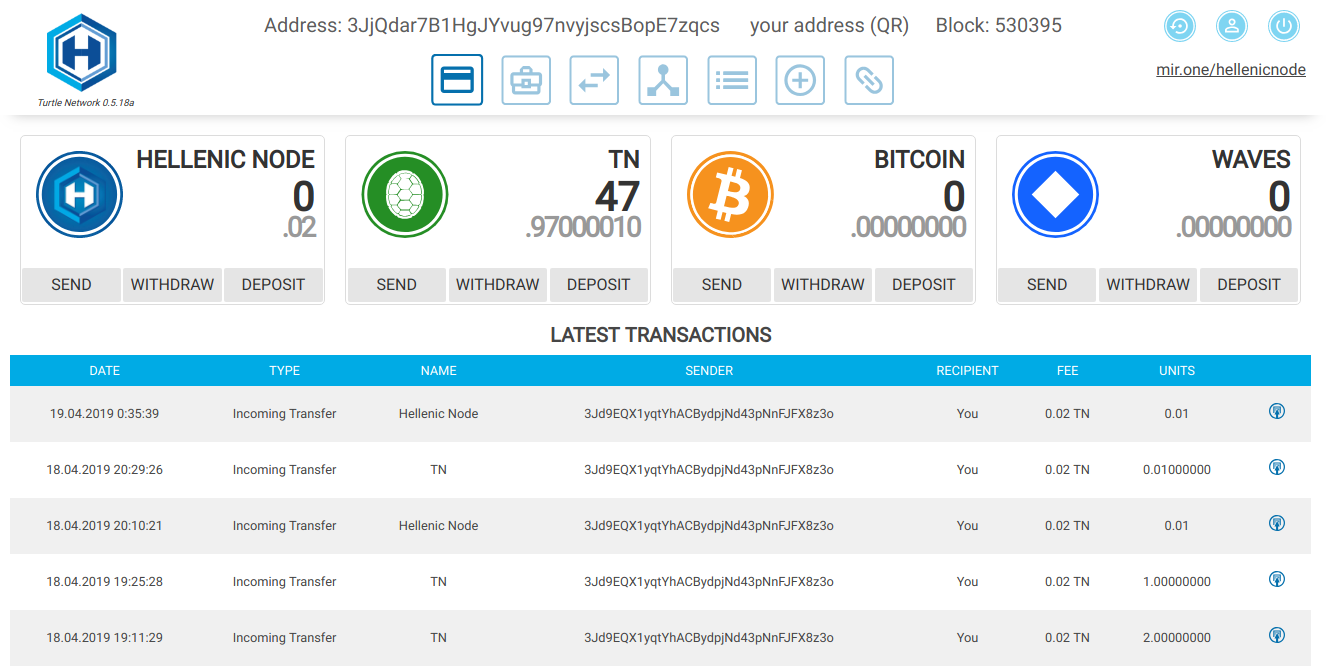 Address: 3JjQdar7B1HgJYvug97nvyjscsBopE7zqcs your address (QR) Block: 530395
mir.one/hellenicnode
Turtle Network 0.5.18a
HELLENIC NODE
0
.02
SEND WITHDRAW DEPOSIT
TN
47
.97000010
SEND WITHDRAW DEPOSIT
BITCOIN
0
.00000000
SEND WITHDRAW DEPOSIT
WAVES
0
.00000000
SEND WITHDRAW DEPOSIT
LATEST TRANSACTIONS
DATE TYPE NAME SENDER RECIPIENT FEE UNITS
19.04.2019 0:35:39 Incoming Transfer Hellenic Node 3Jd9EQX1yqtYhACBydpjNd43pNnFJFX8z3o You 0.02 TN 0.01
18.04.2019 20:29:26 Incoming Transfer TN 3Jd9EQX1yqtYhACBydpjNd43pNnFJFX8z3o You 0.02 TN 0.01000000
18.04.2019 20:10:21 Incoming Transfer Hellenic Node 3Jd9EQX1yqtYhACBydpjNd43pNnFJFX8z3o You 0.02 TN 0.01
18.04.2019 19:25:28 Incoming Transfer TN 3Jd9EQX1yqtYhACBydpjNd43pNnFJFX8z3o You 0.02 TN 1.00000000
18.04.2019 19:11:29 Incoming Transfer TN 3Jd9EQX1yqtYhACBydpjNd43pNnFJFX8z3o You 0.02 TN 2.00000000